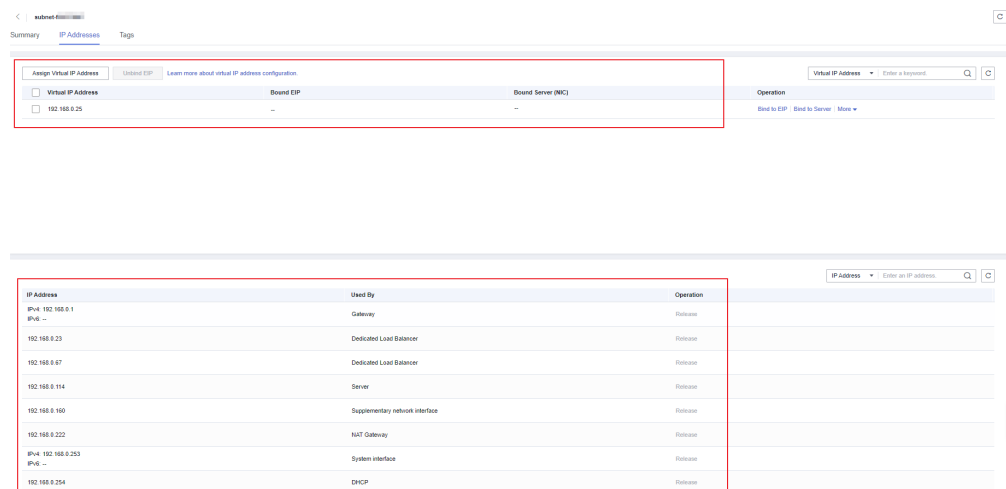 subnet-f
Summary IP Addresses Tags
Assign Virtual IP Address Unbind EIP Learn more about virtual IP address configuration. Virtual IP Address Enter a keyword.
Virtual IP Address Bound EIP Bound Server (NIC) Operation
192.168.0.25 -- -- Bind to EIP Bind to Server More
IP Address Enter an IP address.
IP Address Used By Operation
IPv4: 192.168.0.1
IPv6: --
Gateway Release
192.168.0.23 Dedicated Load Balancer Release
192.168.0.67 Dedicated Load Balancer Release
192.168.0.114 Server Release
192.168.0.160 Supplementary network interface Release
192.168.0.222 NAT Gateway Release
IPv4: 192.168.0.253
IPv6: --
System interface Release
192.168.0.254 DHCP Release